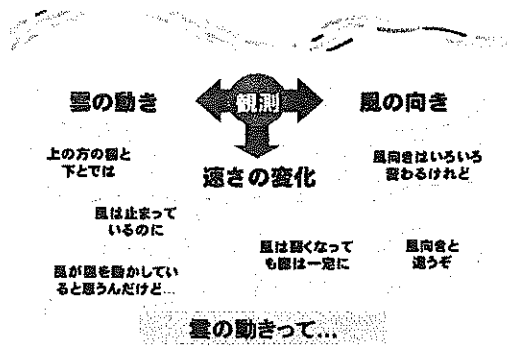 雲の動き
観測
風の向き
速さの変化
上の方の雲と
下とでは
風向きはいろいろ
変わるけれど
風は止まって
いるのに
風は弱くなって
も雲は一定に
風向きと
違うぞ
風が雲を動かしてい
ると思うんだけど…
雲の動きって…